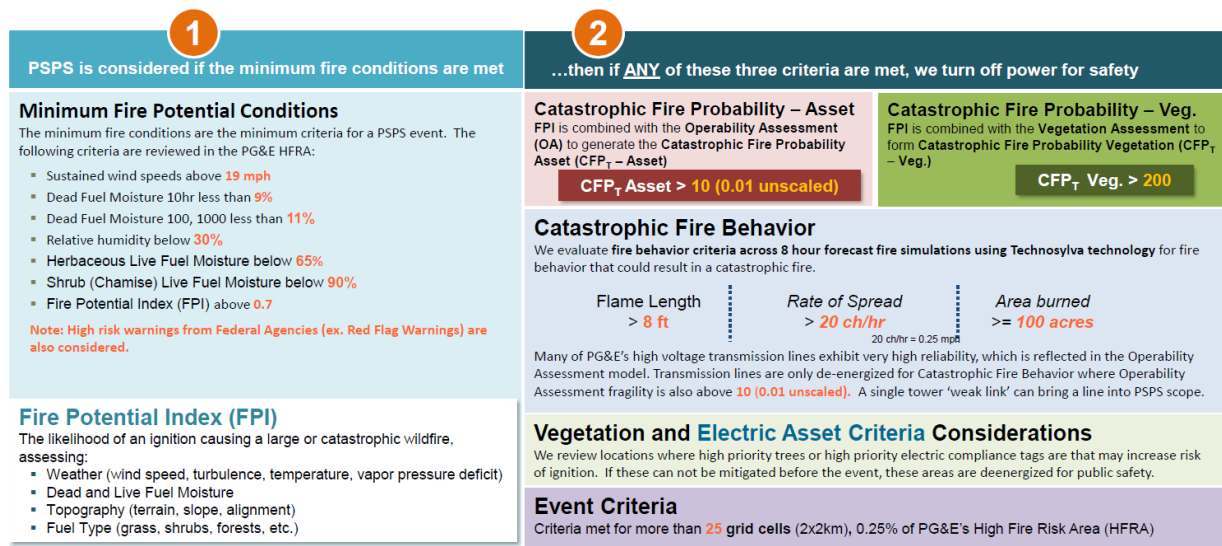 1
PSPS is considered if the minimum fire conditions are met
Minimum Fire Potential Conditions
The minimum fire conditions are the minimum criteria for a PSPS event. The
following criteria are reviewed in the PG&E HFRA:
▪ Sustained wind speeds above 19 mph
▪ Dead Fuel Moisture 10hr less than 9%
▪ Dead Fuel Moisture 100, 1000 less than 11%
▪ Relative humidity below 30%
▪ Herbaceous Live Fuel Moisture below 65%
▪ Shrub (Chamise) Live Fuel Moisture below 90%
▪ Fire Potential Index (FPI) above 0.7
Note: High risk warnings from Federal Agencies (ex. Red Flag Warnings) are
also considered.
Fire Potential Index (FPI)
The likelihood of an ignition causing a large or catastrophic wildfire,
assessing:
▪ Weather (wind speed, turbulence, temperature, vapor pressure deficit)
▪ Dead and Live Fuel Moisture
▪ Topography (terrain, slope, alignment)
▪ Fuel Type (grass, shrubs, forests, etc.)
2
...then if ANY of these three criteria are met, we turn off power for safety
Catastrophic Fire Probability – Asset
FPI is combined with the Operability Assessment
(OA) to generate the Catastrophic Fire Probability
Asset (CFPT – Asset)
CFPT Asset > 10 (0.01 unscaled)
Catastrophic Fire Probability – Veg.
FPI is combined with the Vegetation Assessment to
form Catastrophic Fire Probability Vegetation (CFPT
– Veg.)
CFPT Veg. > 200
Catastrophic Fire Behavior
We evaluate fire behavior criteria across 8 hour forecast fire simulations using Technosylva technology for fire
behavior that could result in a catastrophic fire.
Flame Length
> 8 ft
Rate of Spread
> 20 ch/hr
20 ch/hr = 0.25 mph
Area burned
>= 100 acres
Many of PG&E's high voltage transmission lines exhibit very high reliability, which is reflected in the Operability
Assessment model. Transmission lines are only de-energized for Catastrophic Fire Behavior where Operability
Assessment fragility is also above 10 (0.01 unscaled). A single tower 'weak link' can bring a line into PSPS scope.
Vegetation and Electric Asset Criteria Considerations
We review locations where high priority trees or high priority electric compliance tags are that may increase risk
of ignition. If these can not be mitigated before the event, these areas are deenergized for public safety.
Event Criteria
Criteria met for more than 25 grid cells (2x2km), 0.25% of PG&E's High Fire Risk Area (HFRA)